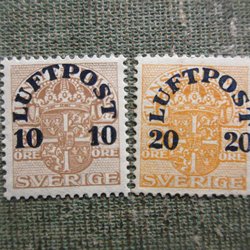 LUFTPOST
10 10
ÖRE ÖRE
SVERIGE
LUFTPOST
20 20
ÖRE ÖRE
SVERIGE